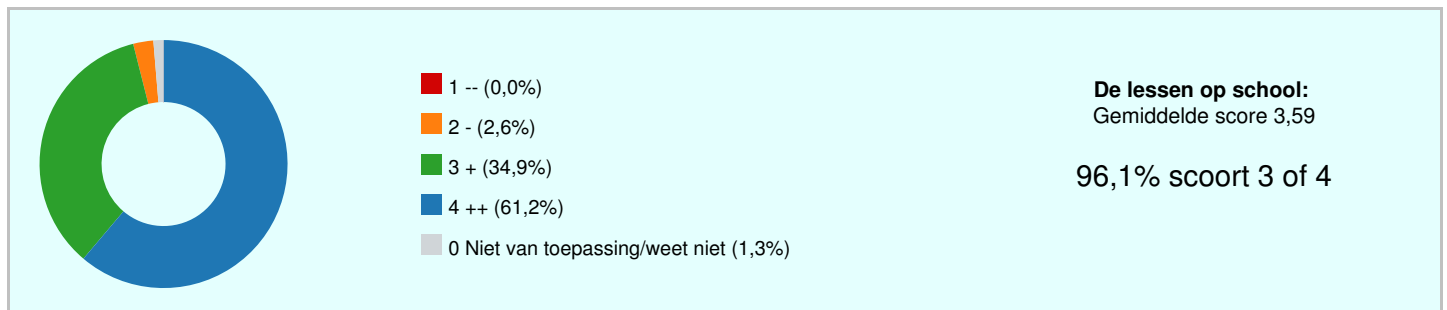 1 -- (0,0%)
2 - (2,6%)
3 + (34,9%)
4 ++ (61,2%)
0 Niet van toepassing/weet niet (1,3%)
De lessen op school:
Gemiddelde score 3,59
96,1% scoort 3 of 4